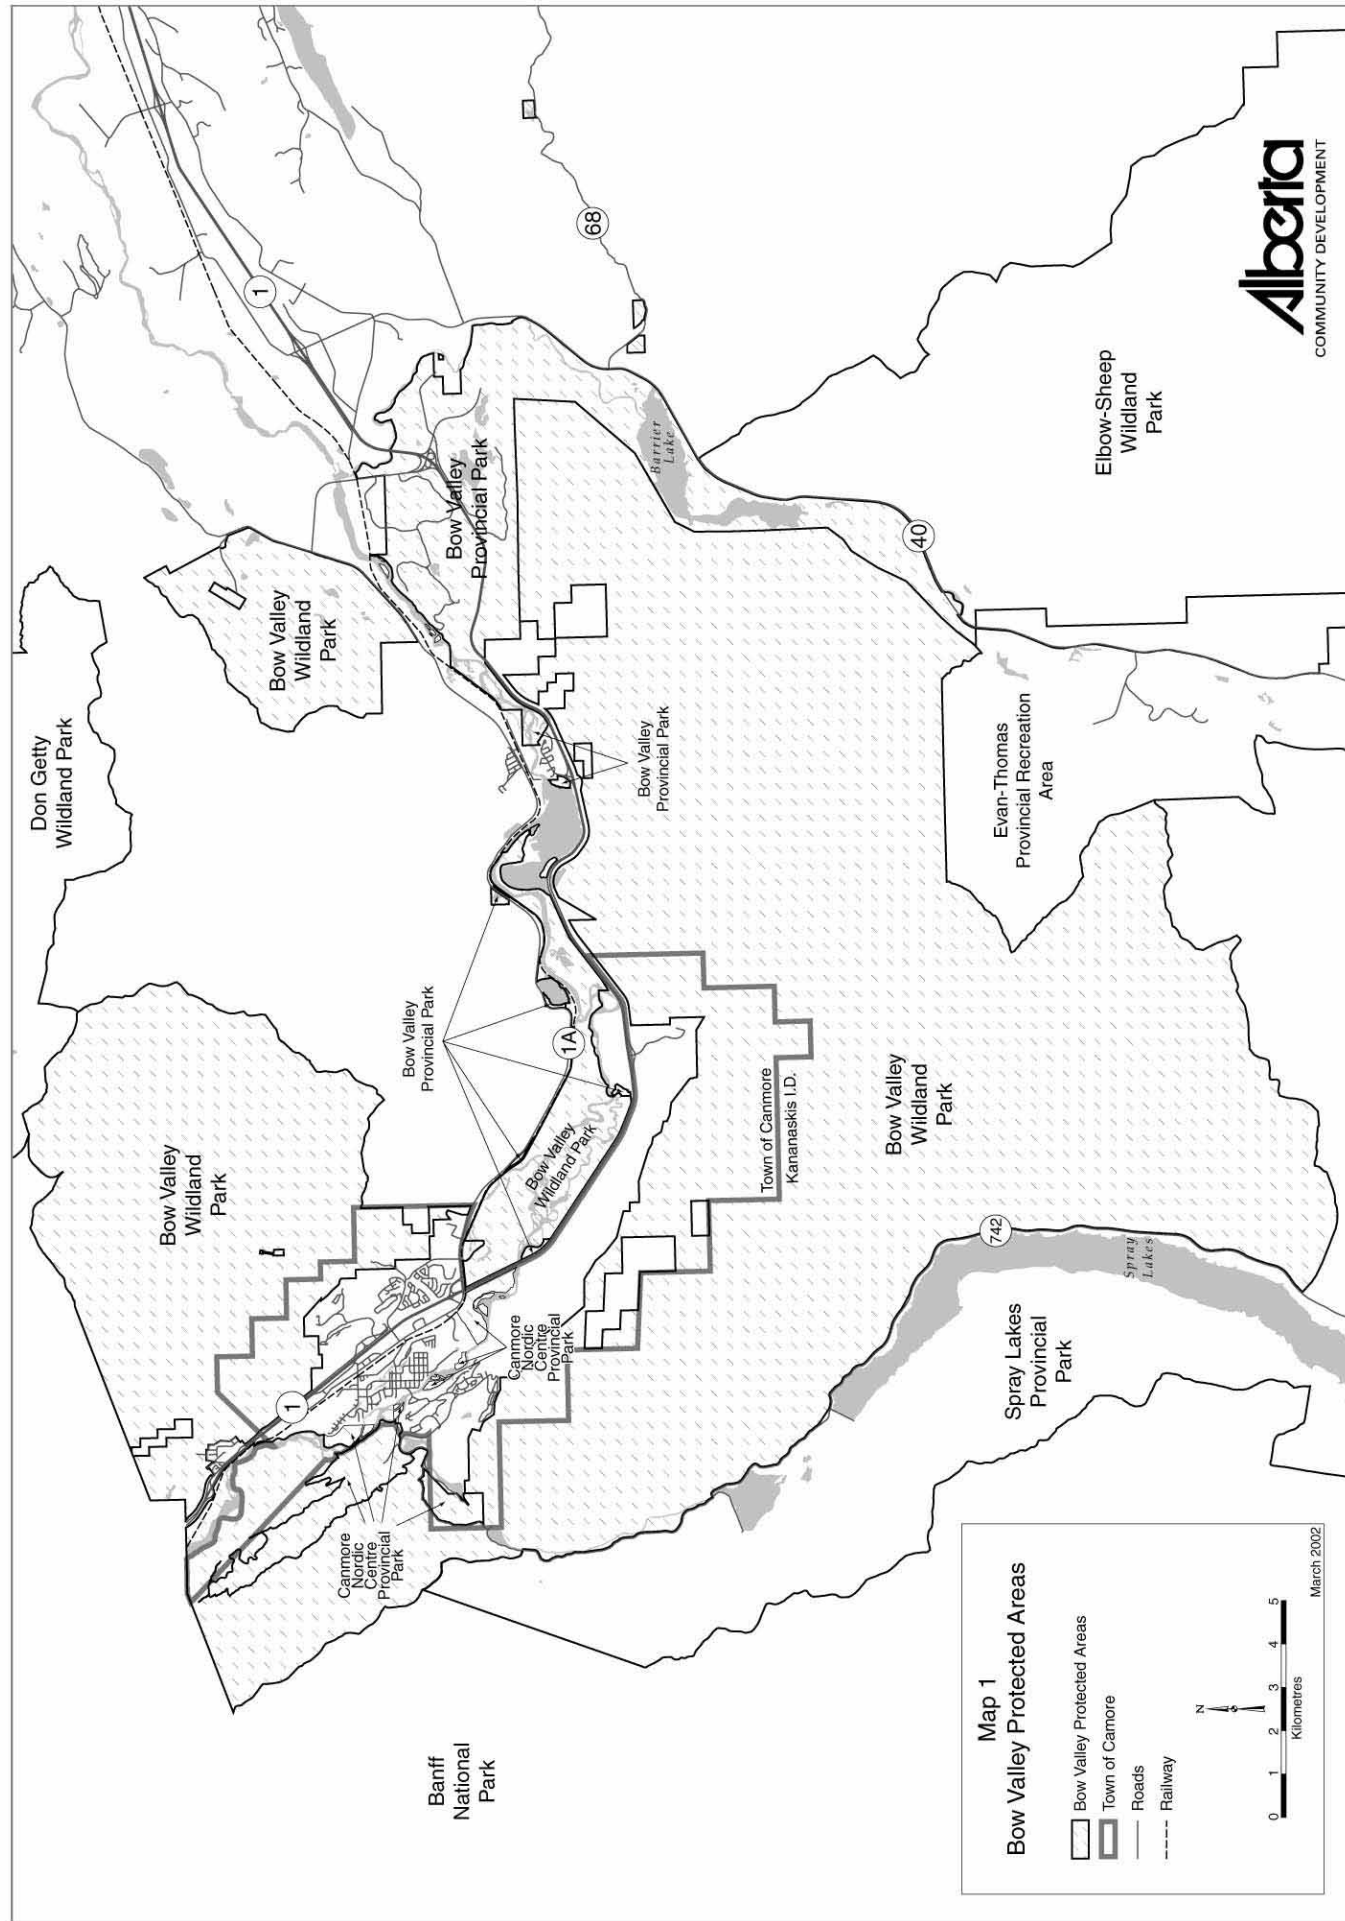 Don Getty
Wildland Park
Bow Valley
Wildland
Park
1
Bow Valley
Provincial Park
68
Barrier
Lake
Bow Valley
Provincial Park
40
Elbow-Sheep
Wildland
Park
Evan-Thomas
Provincial Recreation
Area
Bow Valley
Wildland
Park
Bow Valley
Provincial Park
1A
Bow Valley
Wildland Park
Town of Canmore
Kananaskis I.D.
Bow Valley
Wildland
Park
1
Canmore
Nordic
Centre
Provincial
Park
Canmore
Nordic
Centre
Provincial
Park
742
Spray
Lakes
Spray Lakes
Provincial
Park
Banff
National
Park
Map 1
Bow Valley Protected Areas
Bow Valley Protected Areas
Town of Camore
Roads
Railway
N
0 1 2 3 4 5
Kilometres
March 2002
Alberta
COMMUNITY DEVELOPMENT